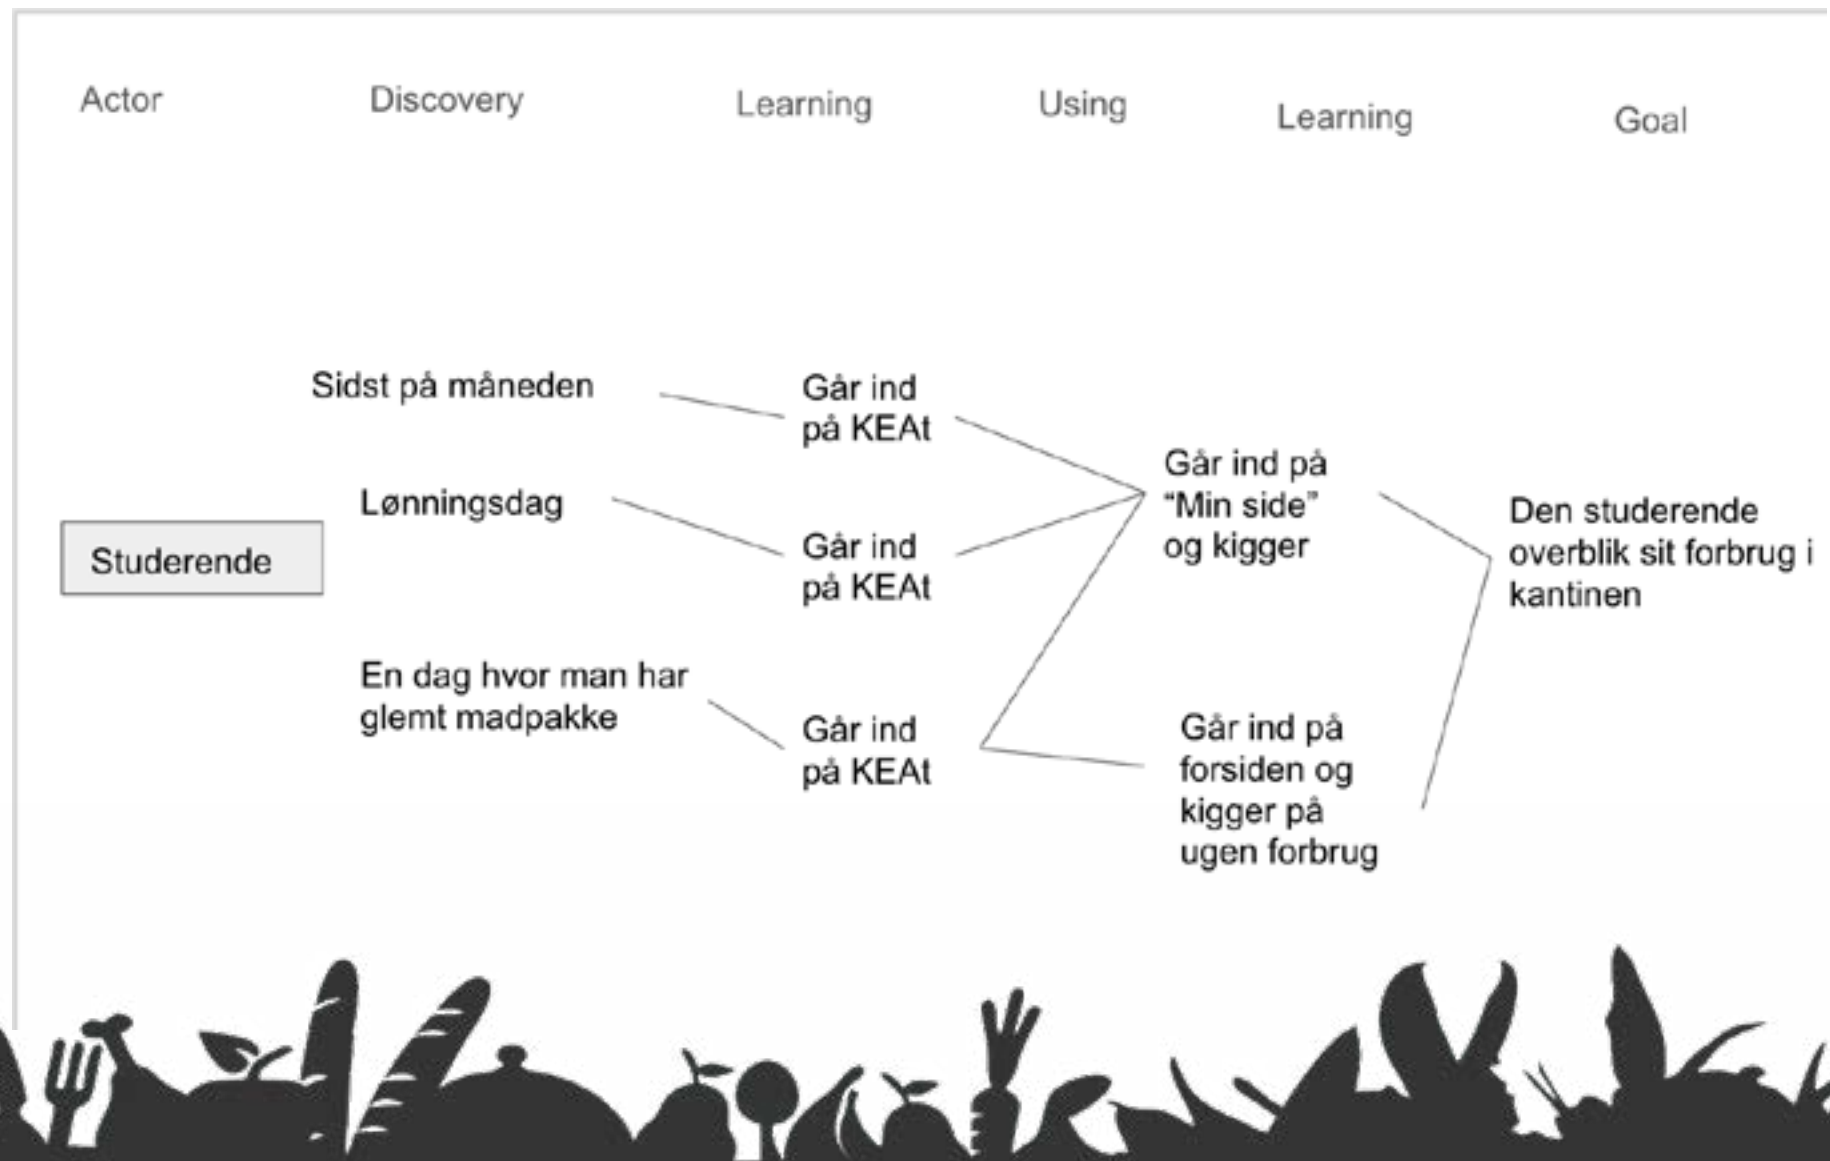 Actor
Discovery
Learning
Using
Learning
Goal
Studerende
Sidst på måneden
Lønningsdag
En dag hvor man har
glemt madpakke
Går ind
på KEAt
Går ind
på KEAt
Går ind
på KEAt
Går ind på
“Min side”
og kigger
Går ind på
forsiden og
kigger på
ugen forbrug
Den studerende
overblik sit forbrug i
kantinen